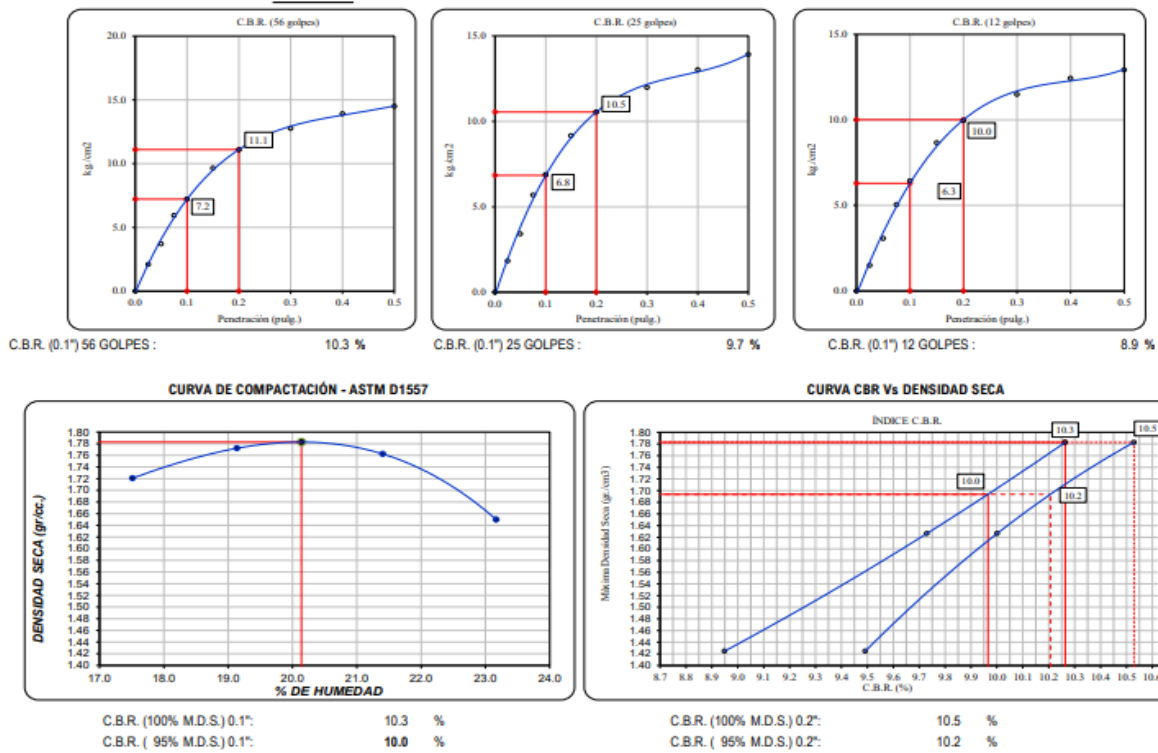 C.B.R. (56 golpes)
20.0
15.0
10.0
5.0
0.0
kg./cm2
11.1
7.2
0.0 0.1 0.2 0.3 0.4 0.5
Penetración (pulg.)
C.B.R. (0.1") 56 GOLPES : 10.3 %
C.B.R. (25 golpes)
15.0
10.0
5.0
0.0
kg./cm2
10.5
6.8
0.0 0.1 0.2 0.3 0.4 0.5
Penetración (pulg.)
C.B.R. (0.1") 25 GOLPES : 9.7 %
C.B.R. (12 golpes)
15.0
10.0
5.0
0.0
kg./cm2
10.0
6.3
0.0 0.1 0.2 0.3 0.4 0.5
Penetración (pulg.)
C.B.R. (0.1") 12 GOLPES : 8.9 %
CURVA DE COMPACTACIÓN - ASTM D1557
1.80
1.78
1.76
1.74
1.72
1.70
1.68
1.66
1.64
1.62
1.60
1.58
1.56
1.54
1.52
1.50
1.48
1.46
1.44
1.42
1.40
DENSIDAD SECA (gr/cc.)
17.0 18.0 19.0 20.0 21.0 22.0 23.0 24.0
% DE HUMEDAD
C.B.R. (100% M.D.S.) 0.1": 10.3 %
C.B.R. ( 95% M.D.S.) 0.1": 10.0 %
CURVA CBR Vs DENSIDAD SECA
ÍNDICE C.B.R.
1.80
1.78
1.76
1.74
1.72
1.70
1.68
1.66
1.64
1.62
1.60
1.58
1.56
1.54
1.52
1.50
1.48
1.46
1.44
1.42
1.40
Máxima Densidad Seca (gr./cm3)
10.3
10.5
10.0
10.2
8.7 8.8 8.9 9.0 9.1 9.2 9.3 9.4 9.5 9.6 9.7 9.8 9.9 10.0 10.1 10.2 10.3 10.4 10.5 10.6
C.B.R. (%)
C.B.R. (100% M.D.S.) 0.2": 10.5 %
C.B.R. ( 95% M.D.S.) 0.2": 10.2 %